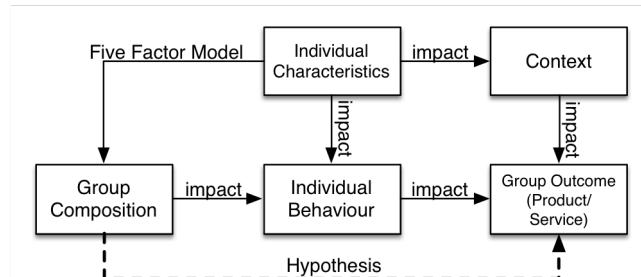 Five Factor Model
Individual
Characteristics
impact
Context
impact
impact
Group
Composition
impact
Individual
Behaviour
impact
Group Outcome
(Product/
Service)
Hypothesis